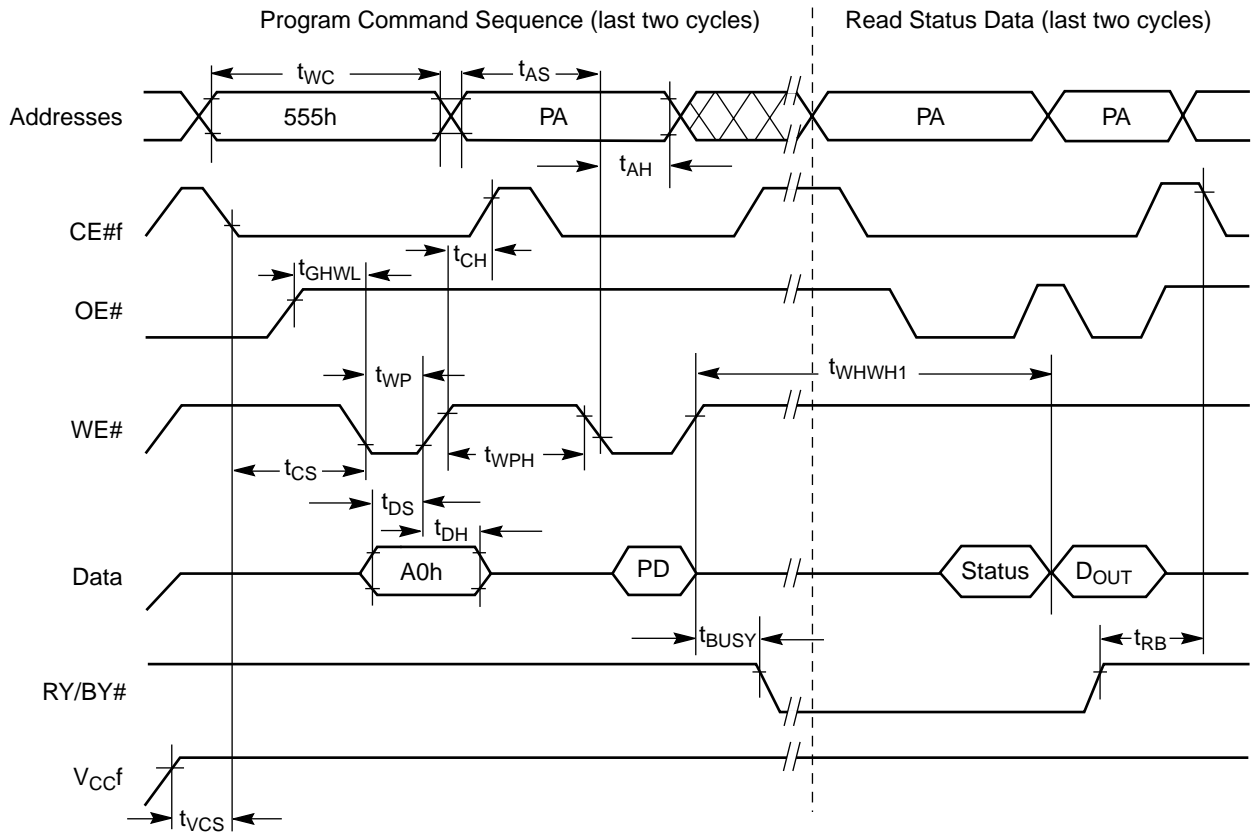 Program Command Sequence (last two cycles)
Read Status Data (last two cycles)
tWC
tAS
Addresses
555h
PA
PA
PA
tAH
CE#f
tCH
tGHWL
OE#
tWP
tWHWH1
WE#
tCS
tWPH
tDS
tDH
Data
A0h
PD
Status
DOUT
tBUSY
tRB
RY/BY#
VCCf
tVCS